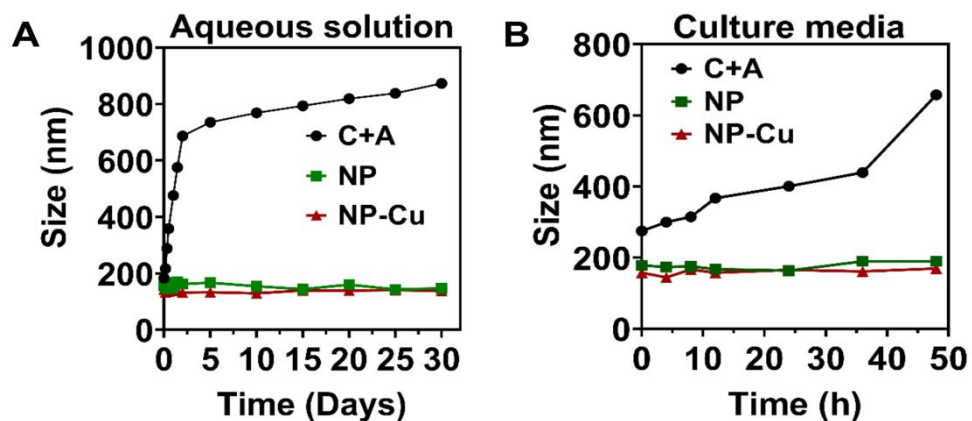 A
Aqueous solution
1000
800
600
400
200
0
Size (nm)
C+A
NP
NP-Cu
0 5 10 15 20 25 30
Time (Days)
B
Culture media
800
600
400
200
0
Size (nm)
C+A
NP
NP-Cu
0 10 20 30 40 50
Time (h)